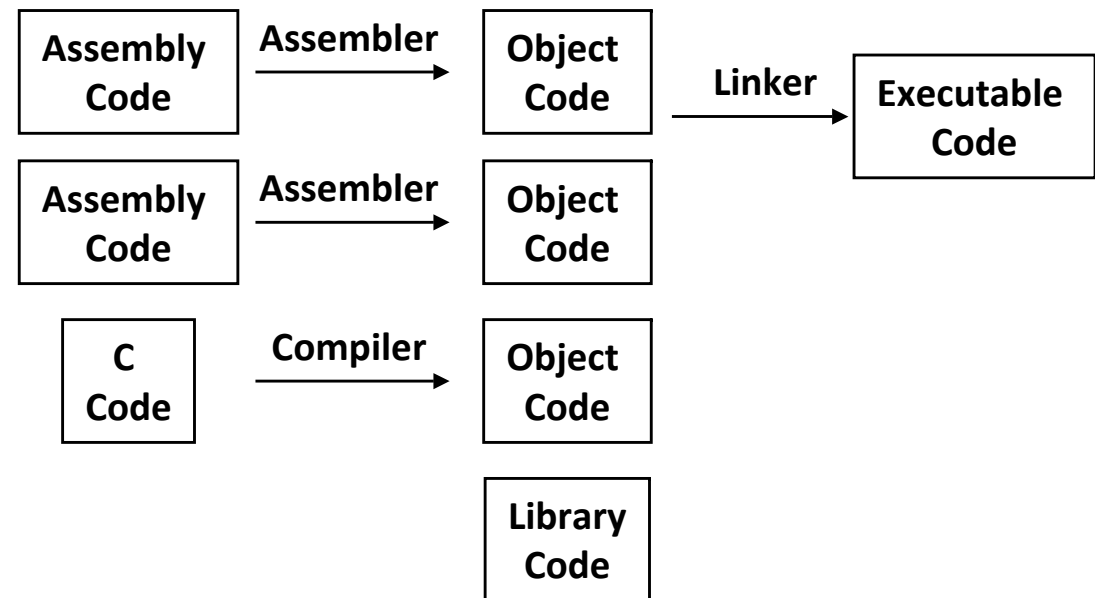 Assembly
Code
Assembler
Object
Code
Linker
Executable
Code
Assembly
Code
Assembler
Object
Code
C
Code
Compiler
Object
Code
Library
Code